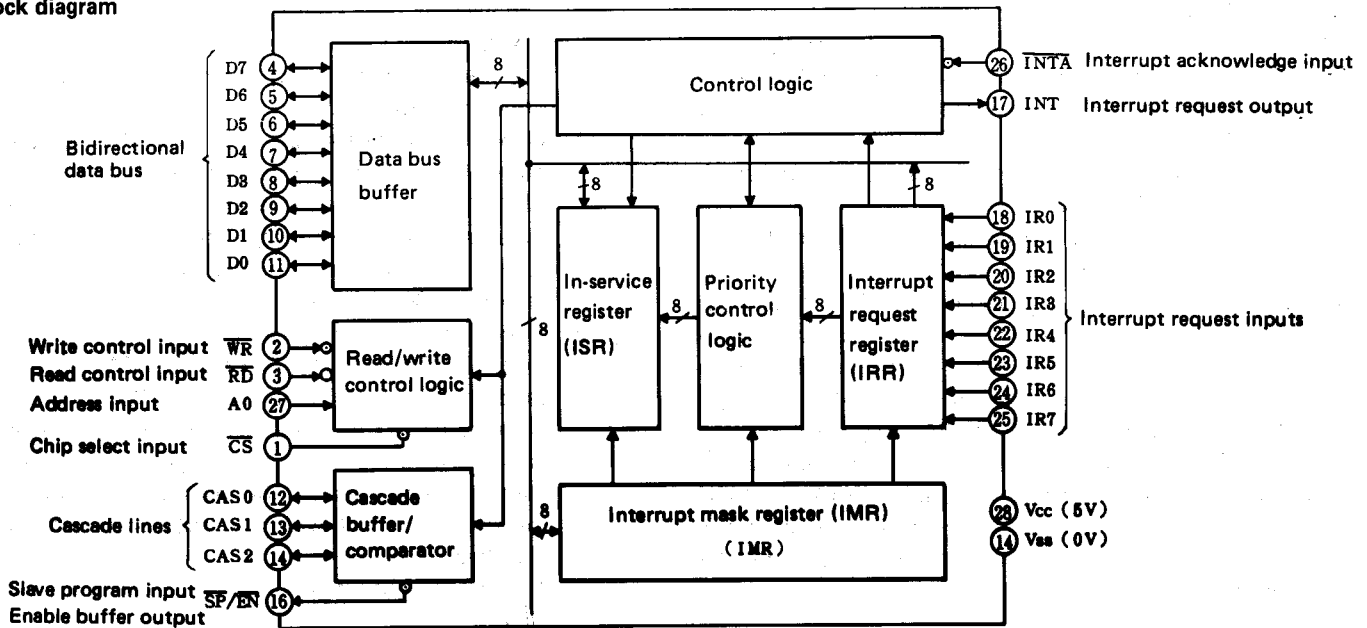 ock diagram
Bidirectional
data bus
D7 4
D6 5
D5 6
D4 7
D8 8
D2 9
D1 10
D0 11
Data bus
buffer
8
8
Control logic
26 INTA Interrupt acknowledge input
17 INT Interrupt request output
8
8
In-service
register
(ISR)
8
Priority
control
logic
8
Interrupt
request
register
(IRR)
18 IR0
19 IR1
20 IR2
21 IR8
22 IR4
23 IR5
24 IR6
25 IR7
Interrupt request inputs
Write control input WR 2
Read control input RD 3
Address input A0 27
Chip select input CS 1
Read/write
control logic
Cascade lines
CAS0 12
CAS1 13
CAS2 14
Cascade
buffer/
comparator
Slave program input
Enable buffer output
SP/EN 16
8
Interrupt mask register (IMR)
(IMR)
28 Vcc (5V)
14 Vss (0V)